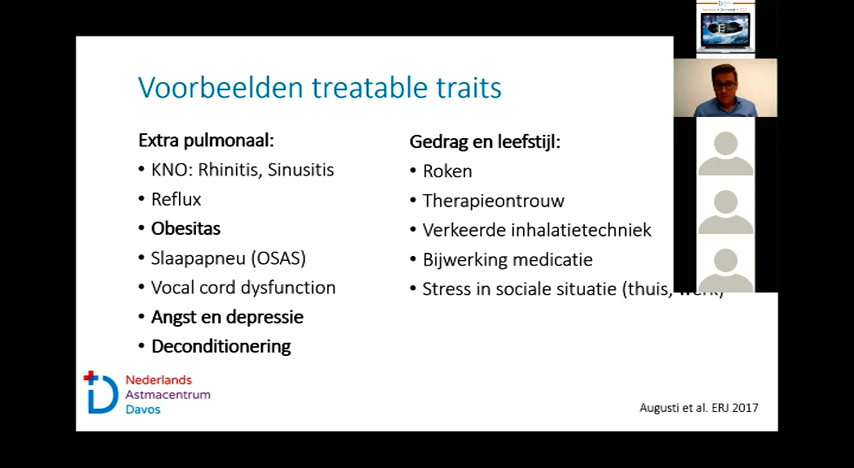 Voorbeelden treatable traits
Extra pulmonaal:
• KNO: Rhinitis, Sinusitis
• Reflux
• Obesitas
• Slaapapneu (OSAS)
• Vocal cord dysfunction
• Angst en depressie
• Deconditionering
Gedrag en leefstijl:
• Roken
• Therapieontrouw
• Verkeerde inhalatietechniek
• Bijwerking medicatie
• Stress in sociale situatie (thuis, werk)
Nederlands
Astmacentrum
Davos
Augusti et al. ERJ 2017